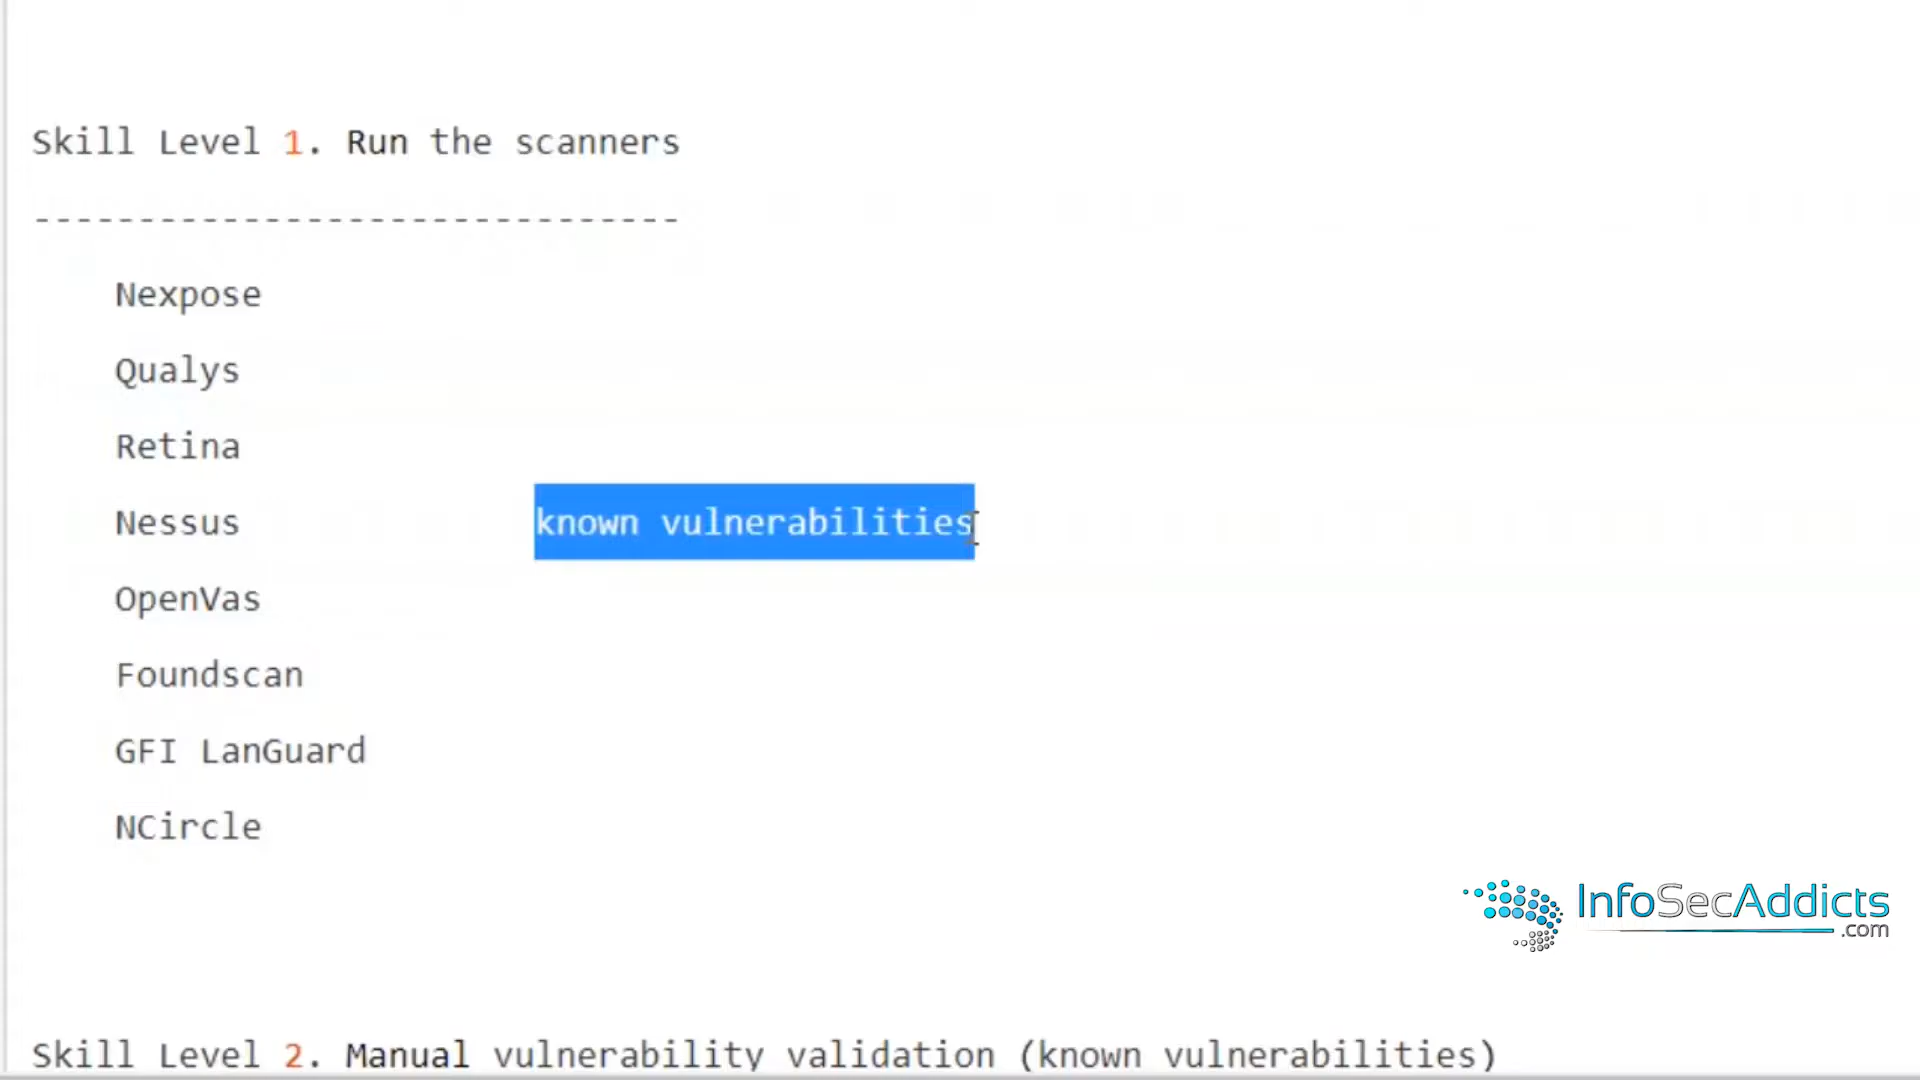 Skill Level 1. Run the scanners
-------------------------------
Nexpose
Qualys
Retina
Nessus known vulnerabilities
OpenVas
Foundscan
GFI LanGuard
NCircle
InfoSecAddicts
.com
Skill Level 2. Manual vulnerability validation (known vulnerabilities)